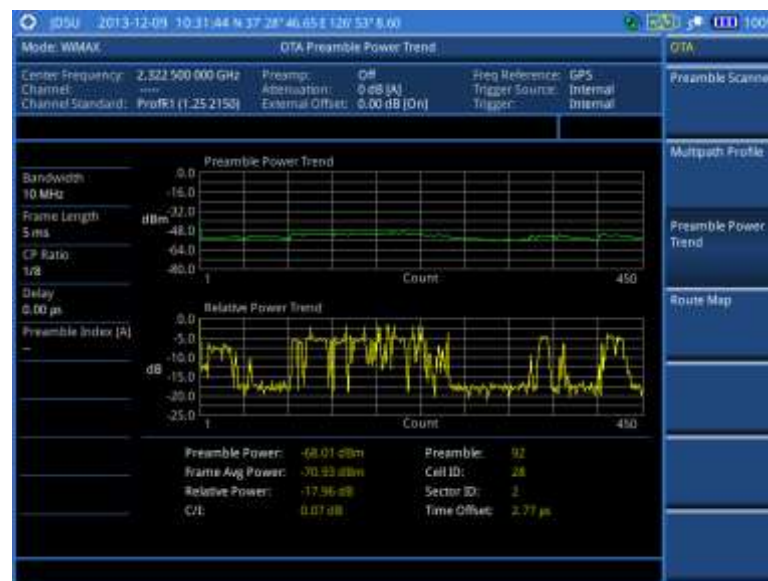 JDSU 2013-12-09 10:31:44 N 37 28' 46.65 E 126 53' 8.60 100%
Mode: WiMAX OTA Preamble Power Trend OTA
Center Frequency: 2.322 500 000 GHz Preamp: Off Freq Reference: GPS
Channel: ----- Attenuation: 0 dB [A] Trigger Source: Internal
Channel Standard: ProfR1 (1.25 2150) External Offset: 0.00 dB [On] Trigger: Internal
Preamble Scanne
Multipath Profile
Preamble Power Trend
Route Map
Bandwidth
10 MHz
Frame Length
5 ms
CP Ratio
1/8
Delay
0.00 µs
Preamble Index [A]
--
Preamble Power Trend
.0.0
-16.0
dBm -32.0
-48.0
-64.0
-80.0
1 Count 450
Relative Power Trend
.0.0
-5.0
dB -10.0
-15.0
-20.0
-25.0
1 Count 450
Preamble Power: -68.01 dBm Preamble: 92
Frame Avg Power: -70.93 dBm Cell ID: 28
Relative Power: -17.96 dB Sector ID: 2
C/I: 0.07 dB Time Offset: 2.77 µs